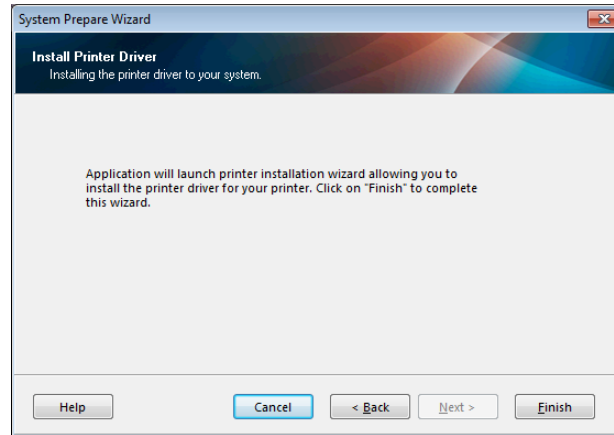 System Prepare Wizard
Install Printer Driver
Installing the printer driver to your system.
Application will launch printer installation wizard allowing you to
install the printer driver for your printer. Click on "Finish" to complete
this wizard.
Help
Cancel
< Back
Next >
Finish